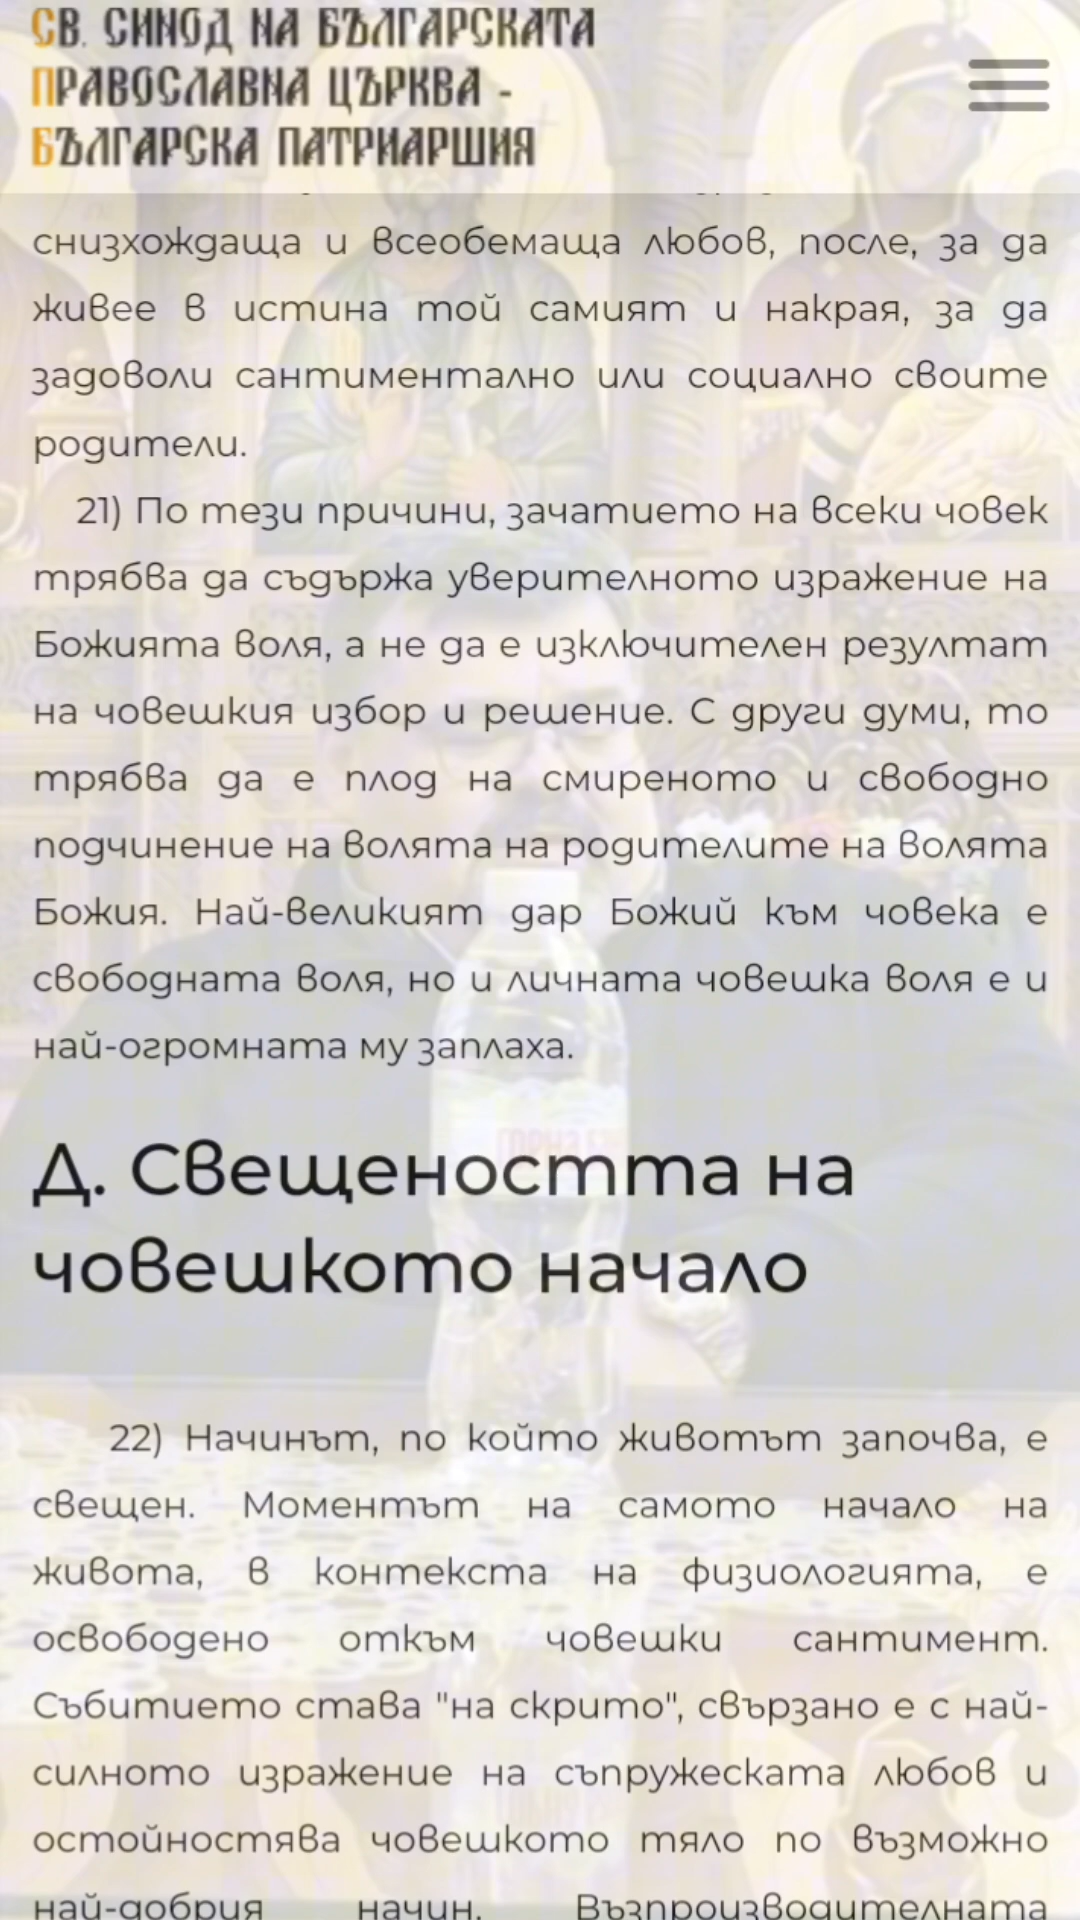 СВ. СИНОД НА БЪЛГАРСКАТА
ПРАВОСЛАВНА ЦЪРКВА -
БЪЛГАРСКА ПАТРИАРШИЯ
снизхождаща и всеобемаща любов, после, за да
живее в истина той самият и накрая, за да
задоволи сантиментално или социално своите
родители.
21) По тези причини, зачатието на всеки човек
трябва да съдържа уверителното изражение на
Божията воля, а не да е изключителен резултат
на човешкия избор и решение. С други думи, то
трябва да е плод на смиреното и свободно
подчинение на волята на родителите на волята
Божия. Най-великият дар Божий към човека е
свободната воля, но и личната човешка воля е и
най-огромната му заплаха.
Д. Свещеността на
човешкото начало
22) Начинът, по който животът започва, е
свещен. Моментът на самото начало на
живота, в контекста на физиологията, е
освободено откъм човешки сантимент.
Събитието става "на скрито", свързано е с най-
силното изражение на съпружеската любов и
остойностява човешкото тяло по възможно
най-добрия начин. Възпроизводителната